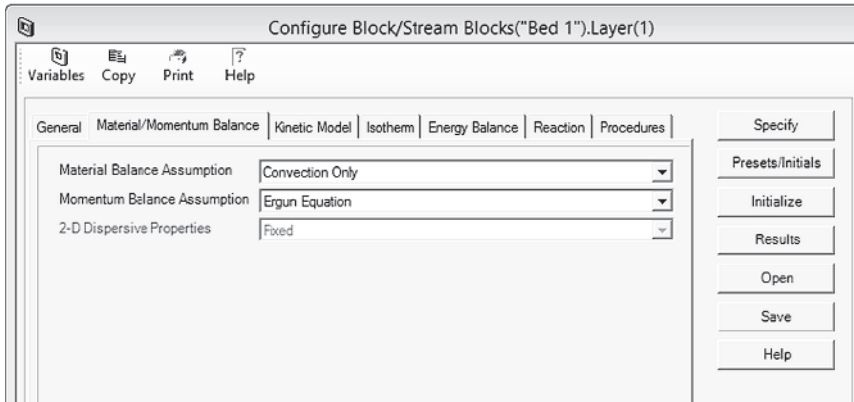 Configure Block/Stream Blocks("Bed 1").Layer(1)
Variables Copy Print Help
General Material/Momentum Balance Kinetic Model Isotherm Energy Balance Reaction Procedures
Specify
Material Balance Assumption Convection Only
Presets/Initials
Momentum Balance Assumption Ergun Equation
Initialize
2-D Dispersive Properties Fixed
Results
Open
Save
Help